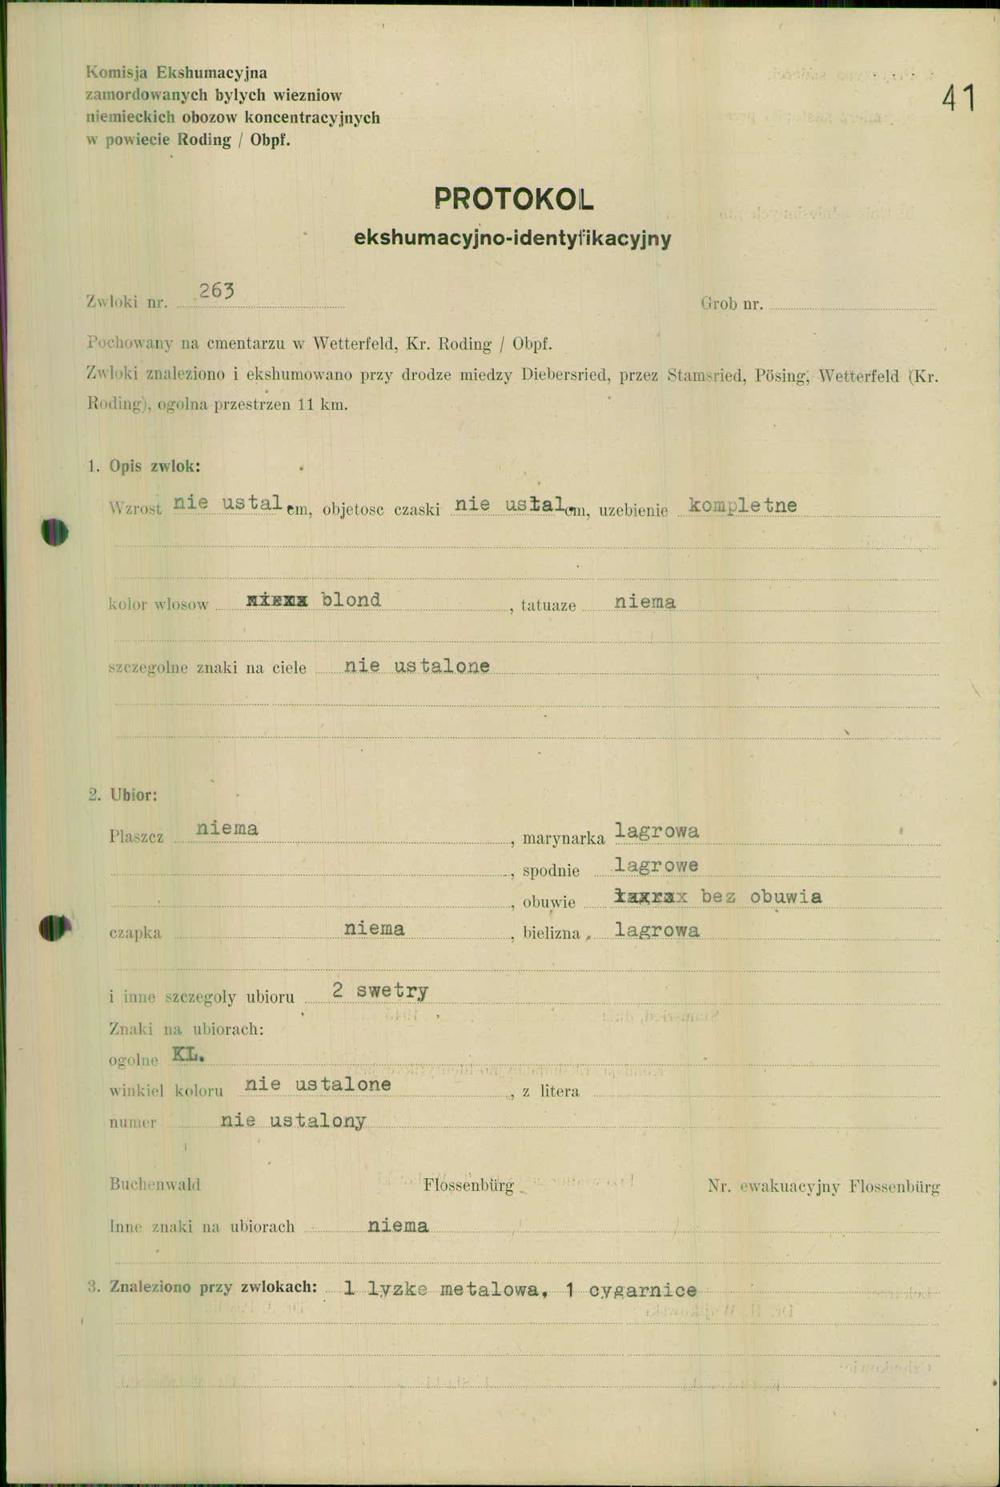 Komisja Ekshumacyjna
zamordowanych bylych wiezniow
niemieckich obozow koncentracyjnych
w powiecie Roding / Obpf.
41
PROTOKOL
ekshumacyjno-identyfikacyjny
Zwloki nr. 263 Grob nr.
Pochowany na cmentarzu w Wetterfeld, Kr. Roding / Obpf.
Zwloki znaleziono i ekshumowano przy drodze miedzy Diebersried, przez Stamsried, Pösing, Wetterfeld (Kr.
Roding), ogolna przestrzen 11 km.
1. Opis zwlok:
Wzrost nie ustal cm, objetosc czaski nie ustal cm, uzebienie kompletne
kolor wlosow blond , tatuaze niema
szczegolne znaki na ciele nie ustalone
2. Ubior:
Plaszcz niema , marynarka lagrowa
, spodnie lagrowe
, obuwie bez obuwia
czapka niema , bielizna lagrowa
i inne szczegoly ubioru 2 swetry
Znaki na ubiorach:
ogolne KL.
winkiel koloru nie ustalone , z litera
numer nie ustalony
Buchenwald Flossenbürg Nr. ewakuacyjny Flossenbürg
Inne znaki na ubiorach niema
3. Znaleziono przy zwlokach: 1 lyzke metalowa, 1 cygarnice